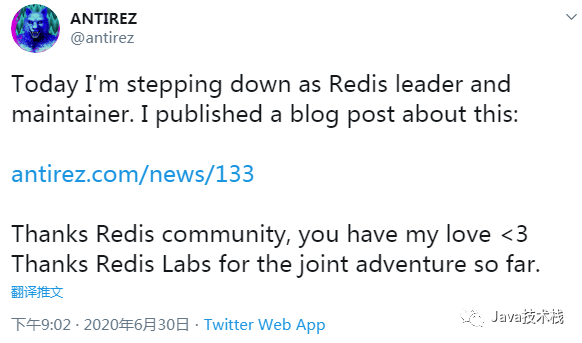 ANTIREZ
@antirez
Today I'm stepping down as Redis leader and
maintainer. I published a blog post about this:
antirez.com/news/133
Thanks Redis community, you have my love <3
Thanks Redis Labs for the joint adventure so far.
翻译推文
下午9:02 · 2020年6月30日 · Twitter Web App
Java技术栈